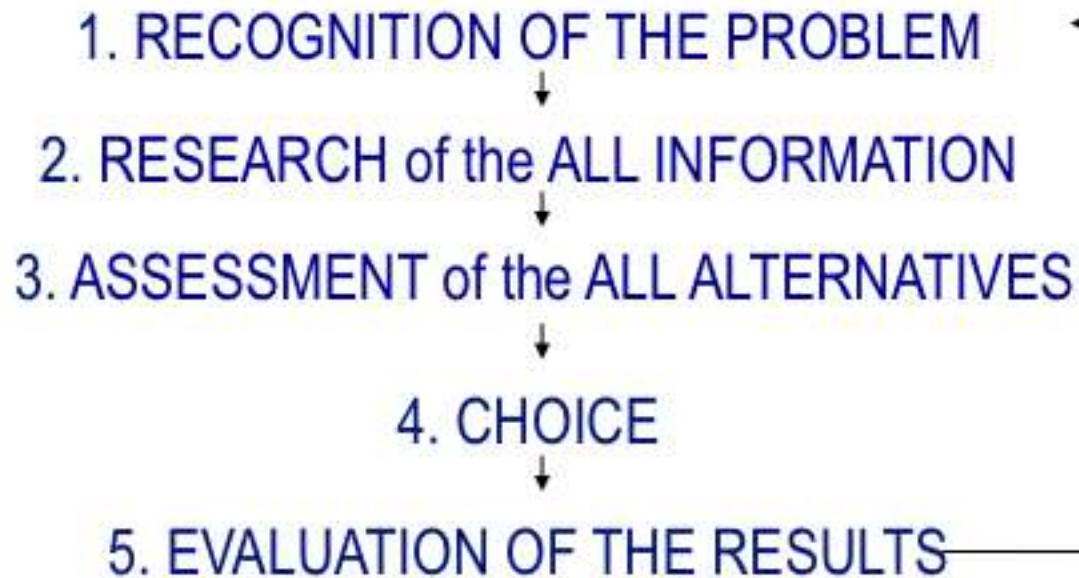 1. RECOGNITION OF THE PROBLEM
2. RESEARCH of the ALL INFORMATION
3. ASSESSMENT of the ALL ALTERNATIVES
4. CHOICE
5. EVALUATION OF THE RESULTS